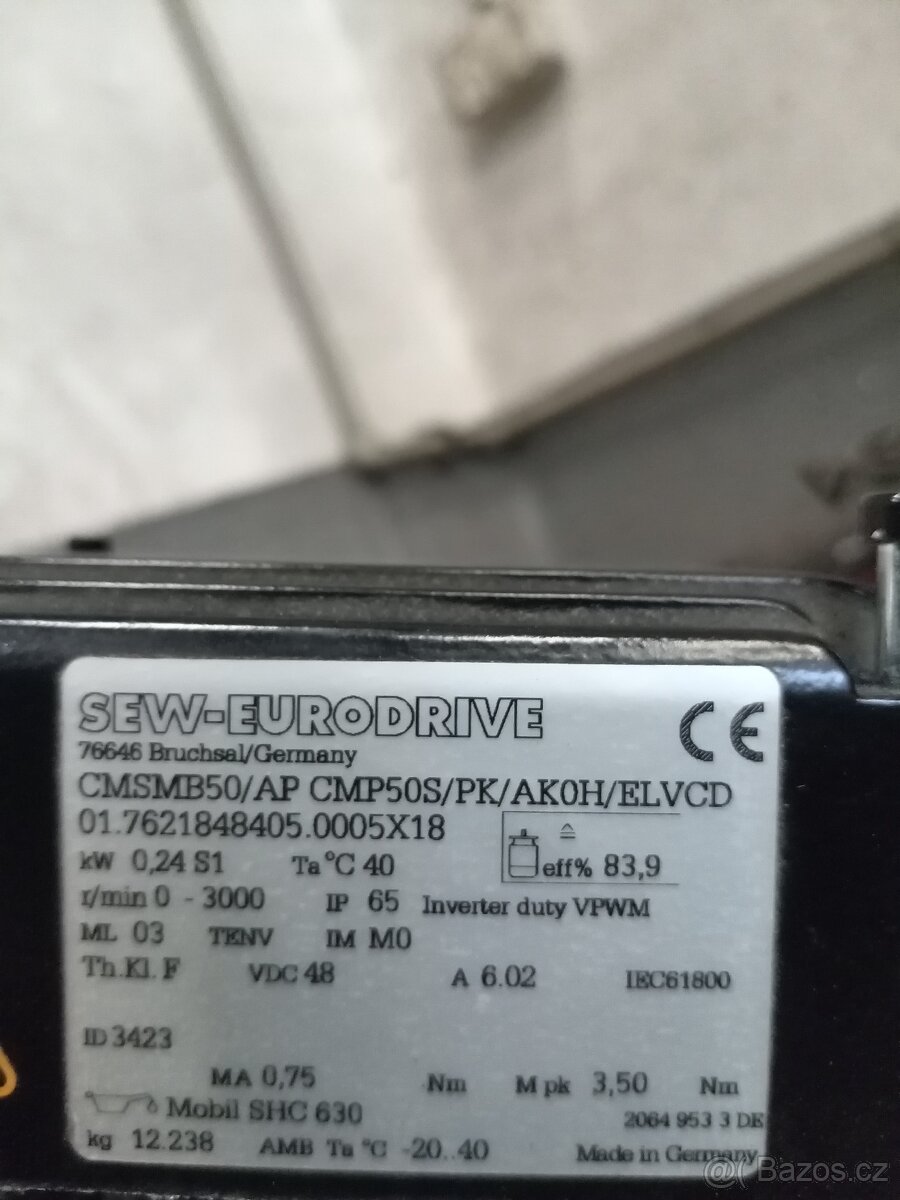 SEW-EURODRIVE CE
76646 Bruchsal/Germany
CMSMB50/AP CMP50S/PK/AK0H/ELVCD
01.7621848405.0005X18
kW 0,24 S1 Ta °C 40 eff% 83,9
r/min 0 - 3000 IP 65 Inverter duty VPWM
ML 03 TENV IM M0
Th.Kl. F VDC 48 A 6.02 IEC61800
ID 3423
MA 0,75 Nm M pk 3,50 Nm
Mobil SHC 630 2064 953 3 DE
kg 12.238 AMB Ta °C -20..40 Made in Germany
@( Bazos.cz